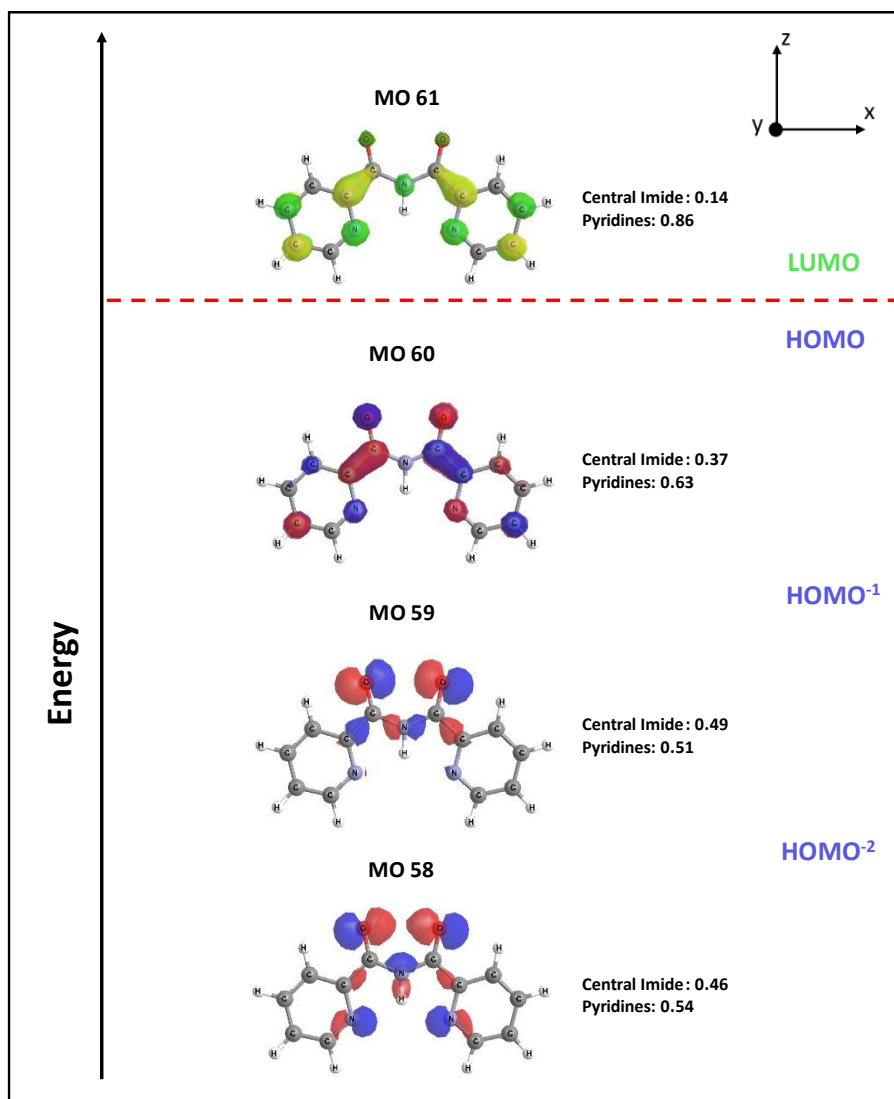 z
MO 61
y
x
Central Imide: 0.14
Pyridines: 0.86
LUMO
HOMO
MO 60
Central Imide: 0.37
Pyridines: 0.63
HOMO-1
MO 59
Energy
Central Imide: 0.49
Pyridines: 0.51
HOMO-2
MO 58
Central Imide: 0.46
Pyridines: 0.54